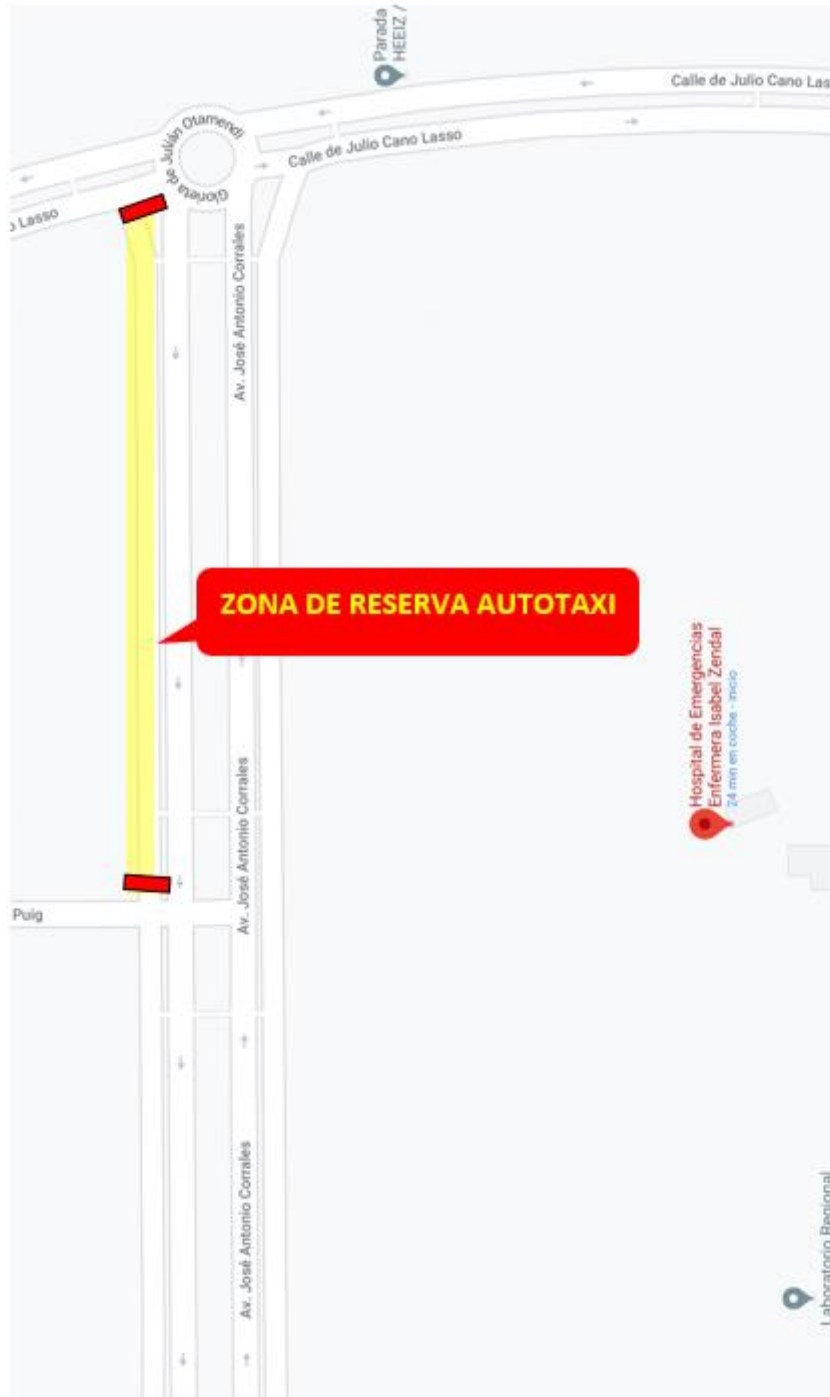 Parada
HEEIZ /
Calle de Julio Cano Las
Glorieta de Julián Otamendi
Calle de Julio Cano Lasso
o Lasso
Av. José Antonio Corrales
ZONA DE RESERVA AUTOTAXI
Hospital de Emergencias
Enfermera Isabel Zendal
24 min en coche - inicio
Av. José Antonio Corrales
Puig
Av. José Antonio Corrales
Laboratorio Regional